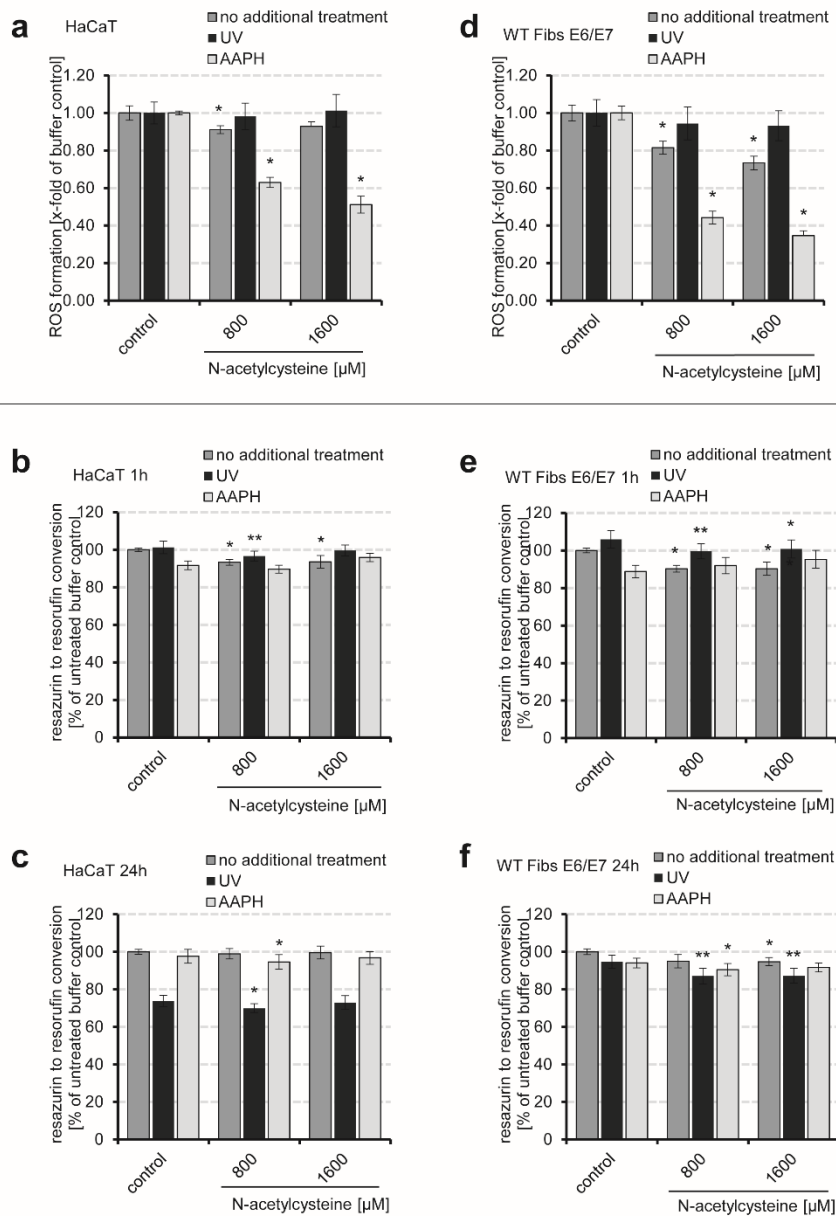 a
HaCaT
no additional treatment
UV
AAPH
ROS formation [x-fold of buffer control]
1.20
1.00
0.80
0.60
0.40
0.20
0.00
*
*
*
control
800
1600
N-acetylcysteine [µM]
d
WT Fibs E6/E7
no additional treatment
UV
AAPH
ROS formation [x-fold of buffer control]
1.20
1.00
0.80
0.60
0.40
0.20
0.00
*
*
*
*
control
800
1600
N-acetylcysteine [µM]
b
HaCaT 1h
no additional treatment
UV
AAPH
resazurin to resorufin conversion
[% of untreated buffer control]
120
100
80
60
40
20
0
*
**
*
control
800
1600
N-acetylcysteine [µM]
e
WT Fibs E6/E7 1h
no additional treatment
UV
AAPH
resazurin to resorufin conversion
[% of untreated buffer control]
120
100
80
60
40
20
0
*
**
*
*
control
800
1600
N-acetylcysteine [µM]
c
HaCaT 24h
no additional treatment
UV
AAPH
resazurin to resorufin conversion
[% of untreated buffer control]
120
100
80
60
40
20
0
*
*
control
800
1600
N-acetylcysteine [µM]
f
WT Fibs E6/E7 24h
no additional treatment
UV
AAPH
resazurin to resorufin conversion
[% of untreated buffer control]
120
100
80
60
40
20
0
**
*
*
**
control
800
1600
N-acetylcysteine [µM]